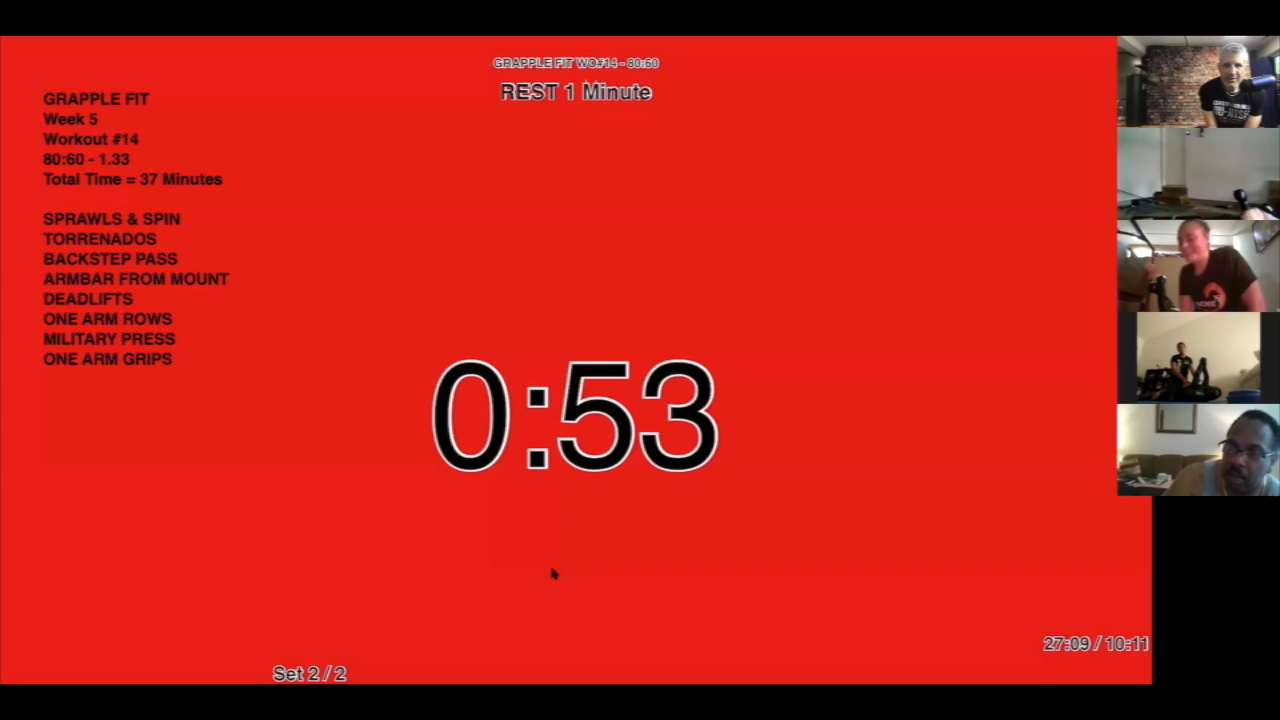 GRAPPLE FIT WO#14 - 80:60
REST 1 Minute
GRAPPLE FIT
Week 5
Workout #14
80:60 - 1.33
Total Time = 37 Minutes
SPRAWLS & SPIN
TORRENADOS
BACKSTEP PASS
ARMBAR FROM MOUNT
DEADLIFTS
ONE ARM ROWS
MILITARY PRESS
ONE ARM GRIPS
0:53
27:09 / 10:11
Set 2 / 2